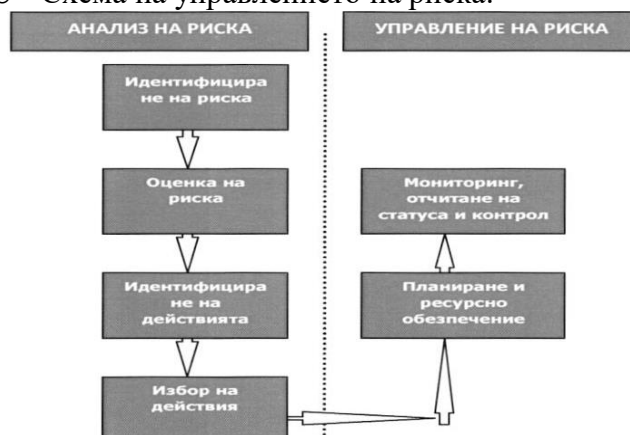 Схема на управлението на риска.
АНАЛИЗ НА РИСКА
УПРАВЛЕНИЕ НА РИСКА
Идентифицира
не на риска
Оценка на
риска
Идентифицира
не на
действията
Избор на
действия
Мониторинг,
отчитане на
статуса и контрол
Планиране и
ресурсно
обезпечение